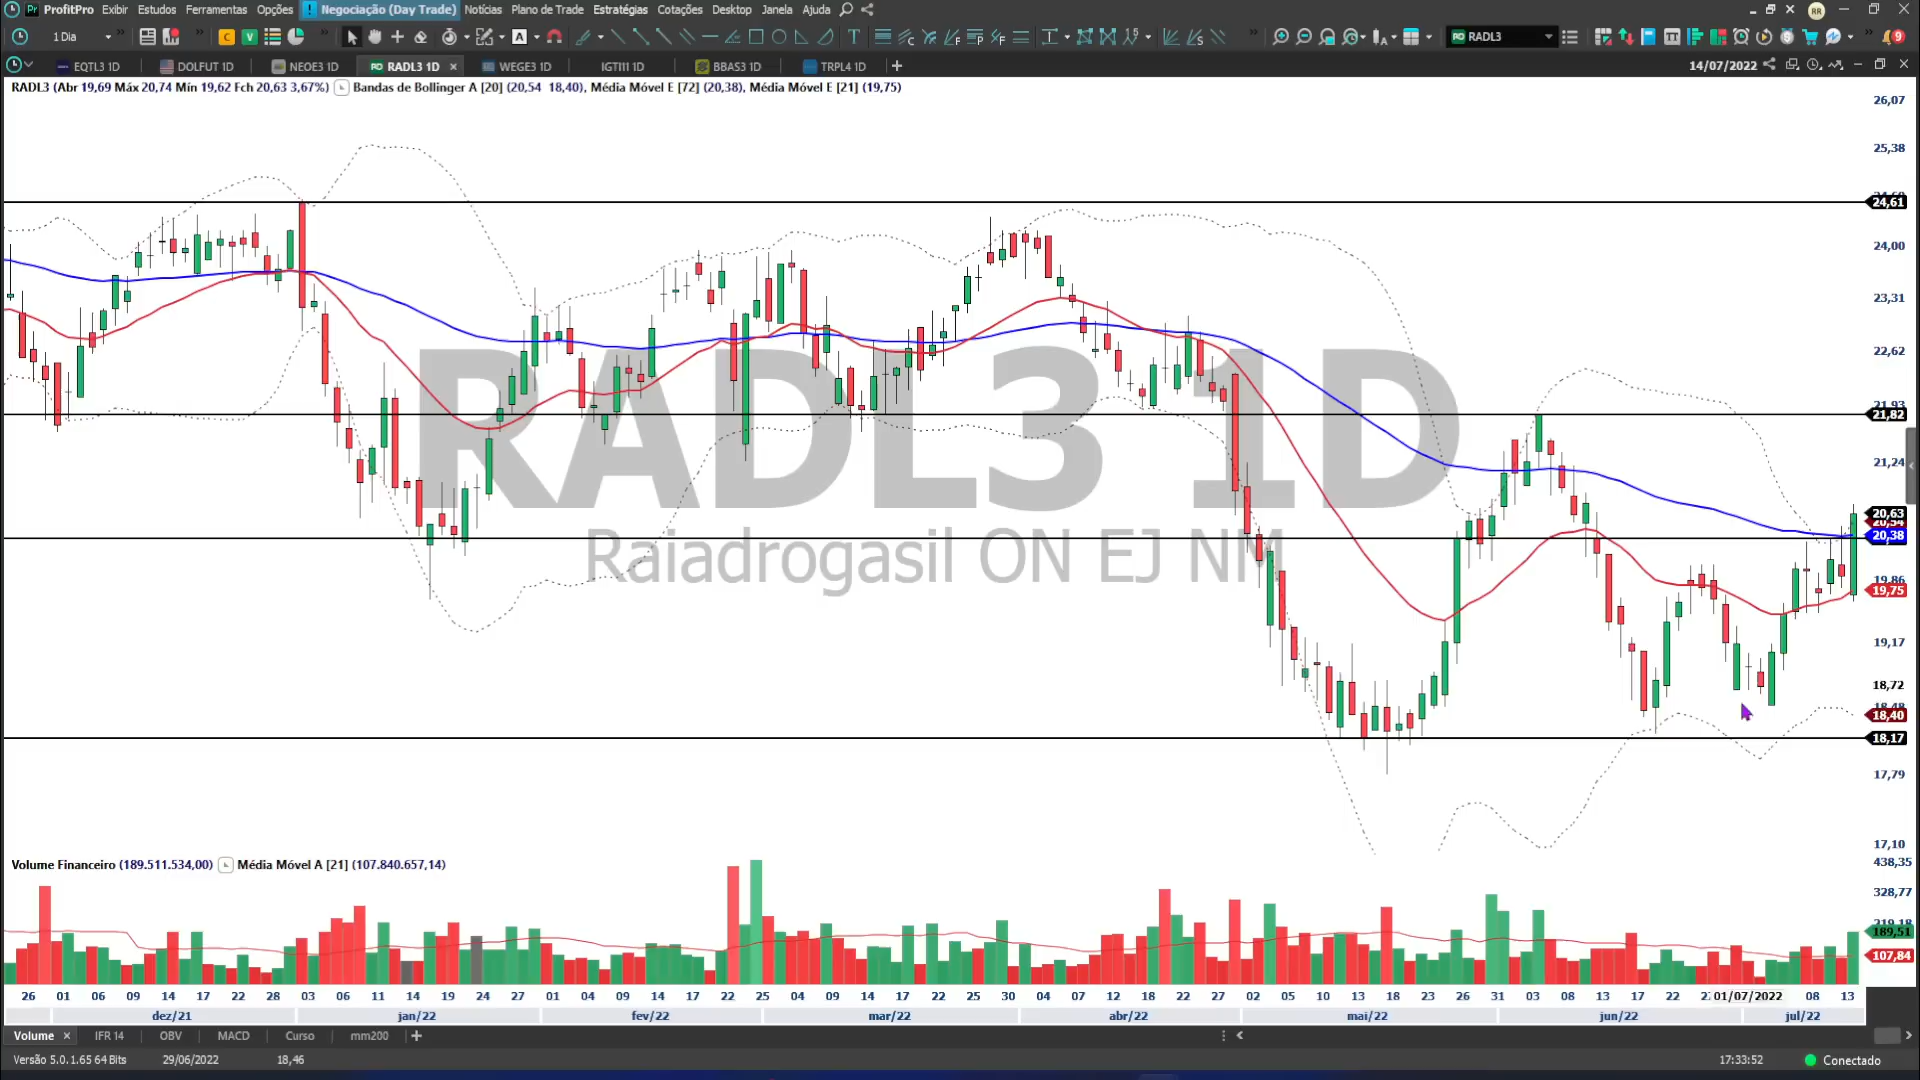 ProfitPro Exibir Estudos Ferramentas Opções Negociação (Day Trade) Notícias Plano de Trade Estratégias Cotações Desktop Janela Ajuda RR
1 Dia C V A T RADL3 TT 9
EQTL3 1D DOLFUT 1D NEOE3 1D RADL3 1D WEGE3 1D IGTI11 1D BBAS3 1D TRPL4 1D 14/07/2022
RADL3 (Abr 19,69 Máx 20,74 Mín 19,62 Fch 20,63 3,67%) Bandas de Bollinger A [20] (20,54 18,40), Média Móvel E [72] (20,38), Média Móvel E [21] (19,75)
26,07
25,38
24,61
24,00
23,31
22,62
21,93
21,82
21,24
20,63
20,54
20,38
19,86
19,75
19,17
18,72
18,48
18,40
18,17
17,79
17,10
RADL3 1D
Raiadrogasil ON EJ NM
Volume Financeiro (189.511.534,00) Média Móvel A [21] (107.840.657,14)
438,35
328,77
219,18
189,51
107,84
26 01 06 09 14 17 22 28 03 06 11 14 19 24 27 01 04 09 14 17 22 25 04 09 14 17 22 25 30 04 07 12 18 22 27 02 05 10 13 18 23 26 31 03 08 13 17 22 01/07/2022 08 13
dez/21 jan/22 fev/22 mar/22 abr/22 mai/22 jun/22 jul/22
Volume IFR 14 OBV MACD Curso mm200
Versão 5.0.1.65 64 Bits 29/06/2022 18,46 17:33:52 Conectado